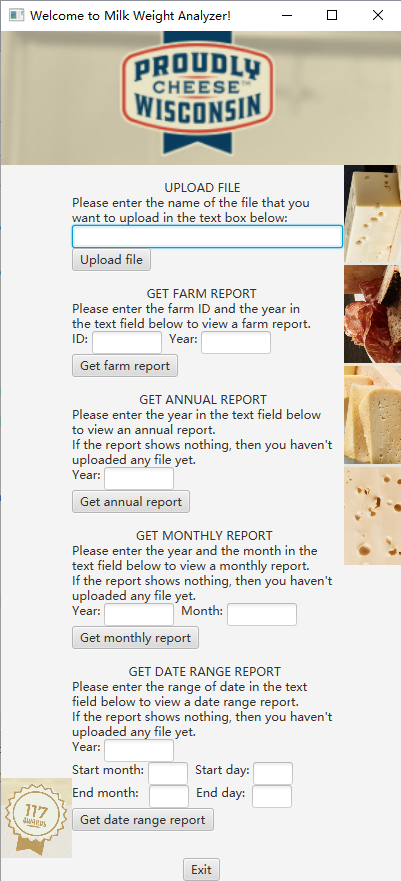 Welcome to Milk Weight Analyzer!
PROUDLY
CHEESE™
WISCONSIN
UPLOAD FILE
Please enter the name of the file that you
want to upload in the text box below:
Upload file
GET FARM REPORT
Please enter the farm ID and the year in
the text field below to view a farm report.
ID: Year:
Get farm report
GET ANNUAL REPORT
Please enter the year in the text field below
to view an annual report.
If the report shows nothing, then you haven't
uploaded any file yet.
Year:
Get annual report
GET MONTHLY REPORT
Please enter the year and the month in the
text field below to view a monthly report.
If the report shows nothing, then you haven't
uploaded any file yet.
Year: Month:
Get monthly report
GET DATE RANGE REPORT
Please enter the range of date in the text
field below to view a date range report.
If the report shows nothing, then you haven't
uploaded any file yet.
Year:
Start month: Start day:
End month: End day:
117
AWARDS
Get date range report
Exit